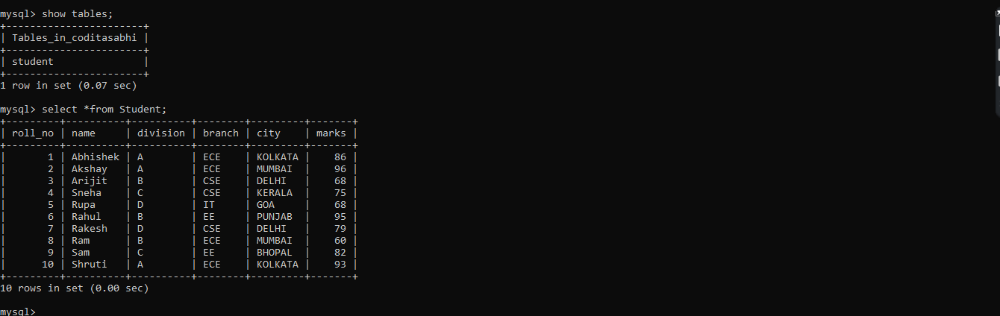 mysql> show tables;
+-----------------------+
| Tables_in_coditasabhi |
+-----------------------+
| student               |
+-----------------------+
1 row in set (0.07 sec)
mysql> select *from Student;
+---------+----------+----------+--------+---------+-------+
| roll_no | name     | division | branch | city    | marks |
+---------+----------+----------+--------+---------+-------+
|       1 | Abhishek | A        | ECE    | KOLKATA |    86 |
|       2 | Akshay   | A        | ECE    | MUMBAI  |    96 |
|       3 | Arijit   | B        | CSE    | DELHI   |    68 |
|       4 | Sneha    | C        | CSE    | KERALA  |    75 |
|       5 | Rupa     | D        | IT     | GOA     |    68 |
|       6 | Rahul    | B        | EE     | PUNJAB  |    95 |
|       7 | Rakesh   | D        | CSE    | DELHI   |    79 |
|       8 | Ram      | B        | ECE    | MUMBAI  |    60 |
|       9 | Sam      | C        | EE     | BHOPAL  |    82 |
|      10 | Shruti   | A        | ECE    | KOLKATA |    93 |
+---------+----------+----------+--------+---------+-------+
10 rows in set (0.00 sec)
mysql>